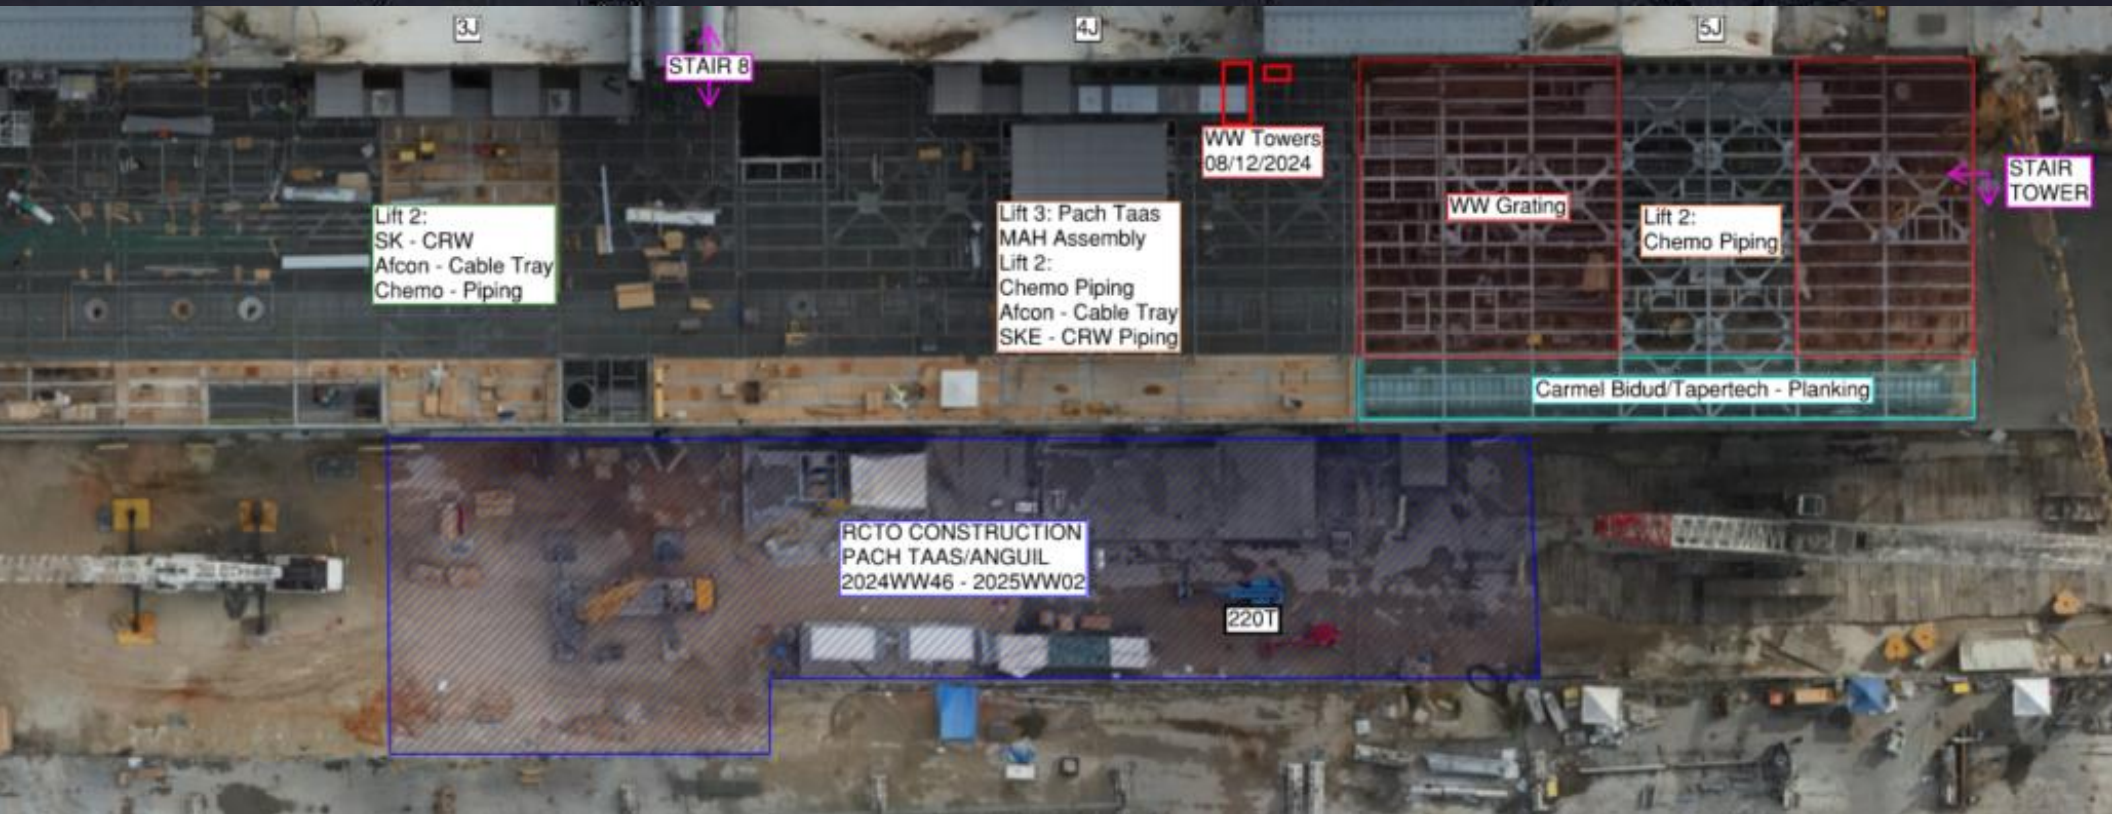 3J
4J
5J
STAIR 8
WW Towers
08/12/2024
STAIR
TOWER
WW Grating
Lift 2:
SK - CRW
Afcon - Cable Tray
Chemo - Piping
Lift 3: Pach Taas
MAH Assembly
Lift 2:
Chemo Piping
Afcon - Cable Tray
SKE - CRW Piping
Lift 2:
Chemo Piping
Carmel Bidud/Tapertech - Planking
RCTO CONSTRUCTION
PACH TAAS/ANGUIL
2024WW46 - 2025WW02
220T